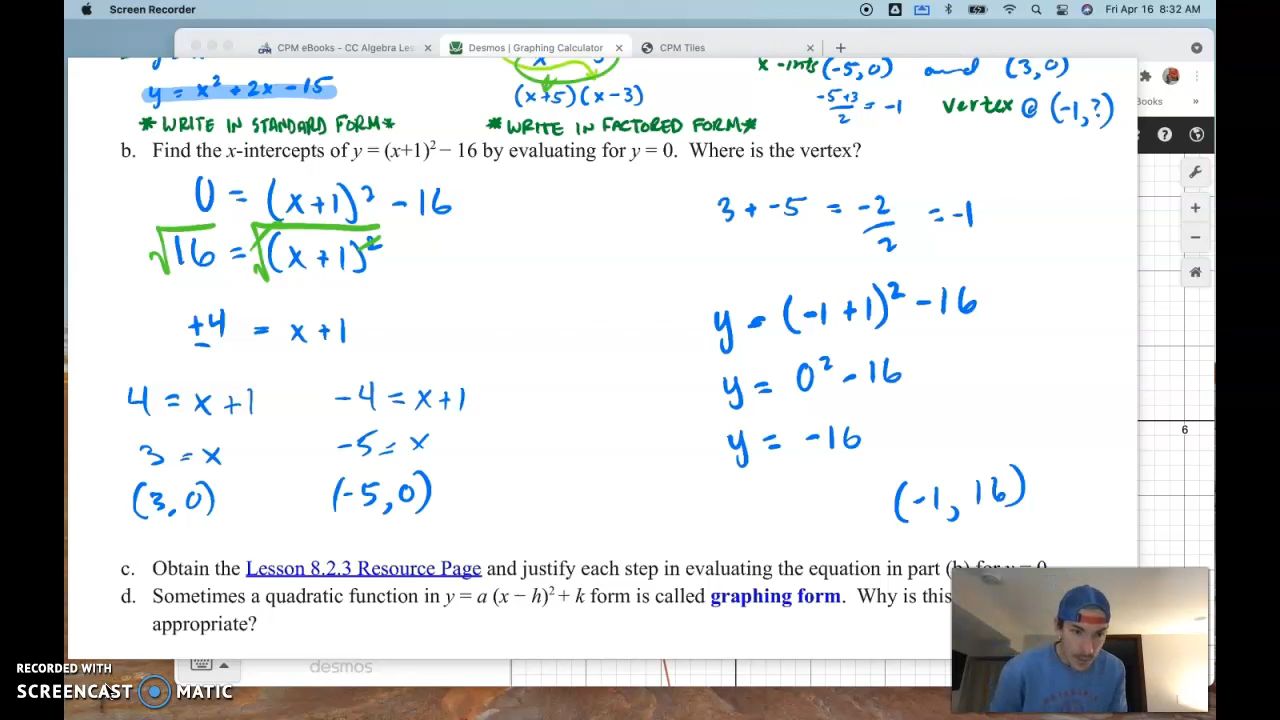 Screen Recorder
Fri Apr 16 8:32 AM
CPM eBooks - CC Algebra Les
Desmos | Graphing Calculator
CPM Tiles
Books
x-ints (-5,0) and (3,0)
y = x² + 2x - 15
(x+5)(x-3)
-5+3/2 = -1
vertex @ (-1,?)
*WRITE IN STANDARD FORM*
*WRITE IN FACTORED FORM*
b. Find the x-intercepts of y = (x+1)² − 16 by evaluating for y = 0. Where is the vertex?
0 = (x+1)² - 16
√16 = √(x+1)²
±4 = x+1
4 = x+1
-4 = x+1
3 = x
-5 = x
(3,0)
(-5,0)
3 + -5 = -2/2 = -1
y = (-1+1)² - 16
y = 0² - 16
y = -16
(-1, 16)
6
c. Obtain the Lesson 8.2.3 Resource Page and justify each step in evaluating the equation in part (b) for y = 0.
d. Sometimes a quadratic function in y = a (x − h)² + k form is called graphing form. Why is this
appropriate?
desmos
RECORDED WITH
SCREENCAST MATIC